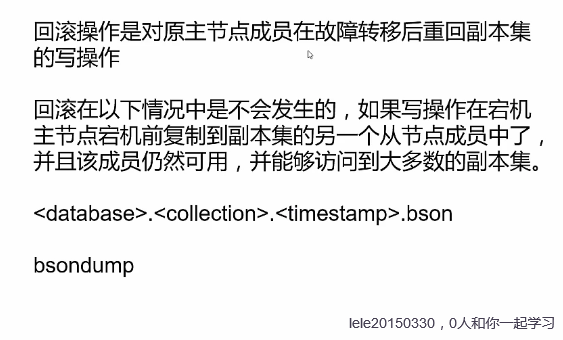 回滚操作是对原主节点成员在故障转移后重回副本集
的写操作
回滚在以下情况中是不会发生的，如果写操作在宕机
主节点宕机前复制到副本集的另一个从节点成员中了，
并且该成员仍然可用，并能够访问到大多数的副本集。
<database>.<collection>.<timestamp>.bson
bsondump
lele20150330，0人和你一起学习